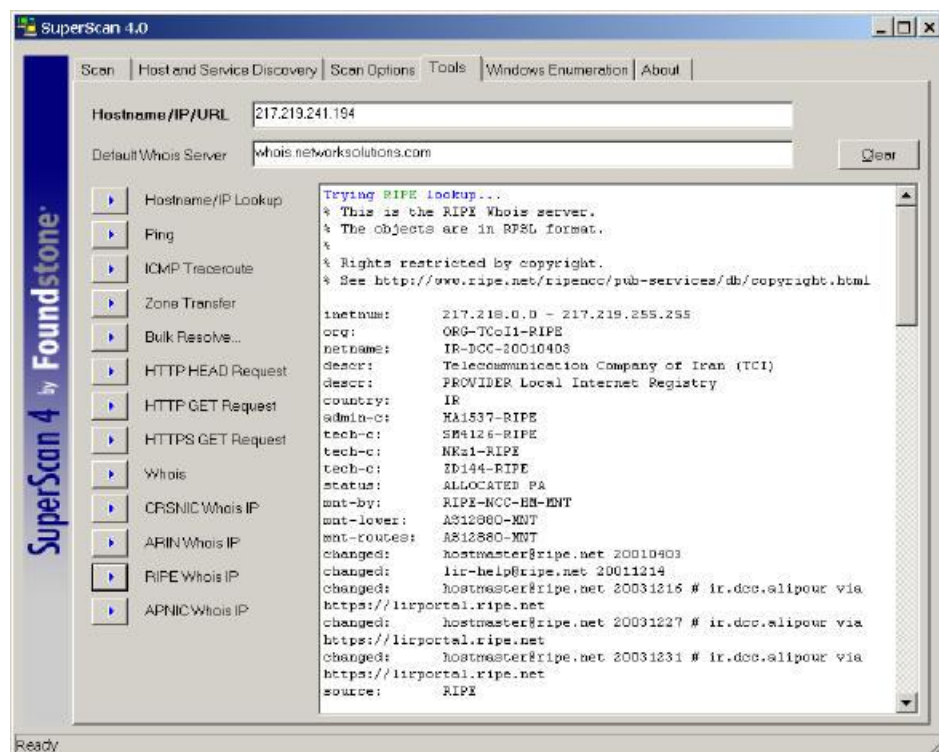 SuperScan 4.0
Scan
Host and Service Discovery
Scan Options
Tools
Windows Enumeration
About
Hostname/IP/URL
217.219.241.194
Default Whois Server
whois.networksolutions.com
Clear
SuperScan 4 by Foundstone
Hostname/IP Lookup
Ping
ICMP Traceroute
Zone Transfer
Bulk Resolve...
HTTP HEAD Request
HTTP GET Request
HTTPS GET Request
Whois
CRSNIC Whois IP
ARIN Whois IP
RIPE Whois IP
APNIC Whois IP
Trying RIPE lookup...
% This is the RIPE Whois server.
% The objects are in RPSL format.
%
% Rights restricted by copyright.
% See http://www.ripe.net/ripencc/pub-services/db/copyright.html
inetnum: 217.218.0.0 - 217.219.255.255
org: ORG-TCoI1-RIPE
netname: IR-DCC-20010403
descr: Telecommunication Company of Iran (TCI)
descr: PROVIDER Local Internet Registry
country: IR
admin-c: HA1537-RIPE
tech-c: SM4126-RIPE
tech-c: NKz1-RIPE
tech-c: ZD144-RIPE
status: ALLOCATED PA
mnt-by: RIPE-NCC-HM-MNT
mnt-lower: AS12880-MNT
mnt-routes: AS12880-MNT
changed: hostmaster@ripe.net 20010403
changed: lir-help@ripe.net 20011214
changed: hostmaster@ripe.net 20031216 # ir.dcc.alipour via
https://lirportal.ripe.net
changed: hostmaster@ripe.net 20031227 # ir.dcc.alipour via
https://lirportal.ripe.net
changed: hostmaster@ripe.net 20031231 # ir.dcc.alipour via
https://lirportal.ripe.net
source: RIPE
Ready